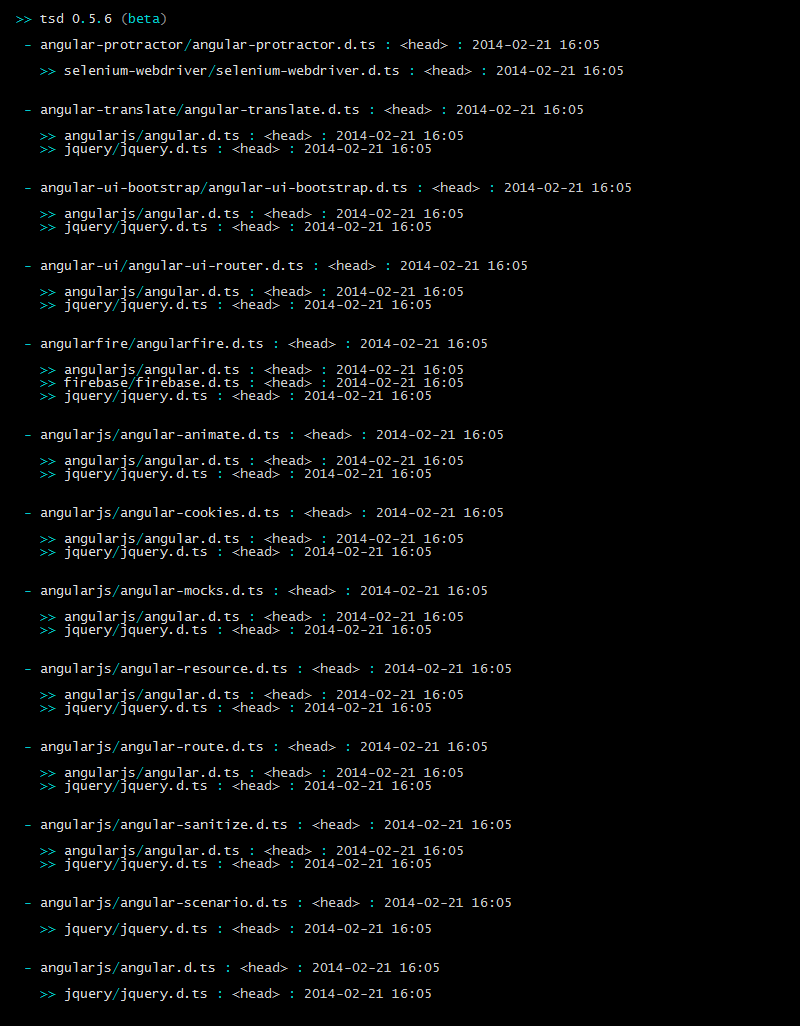 >> tsd 0.5.6 (beta)
- angular-protractor/angular-protractor.d.ts : <head> : 2014-02-21 16:05
>> selenium-webdriver/selenium-webdriver.d.ts : <head> : 2014-02-21 16:05
- angular-translate/angular-translate.d.ts : <head> : 2014-02-21 16:05
>> angularjs/angular.d.ts : <head> : 2014-02-21 16:05
>> jquery/jquery.d.ts : <head> : 2014-02-21 16:05
- angular-ui-bootstrap/angular-ui-bootstrap.d.ts : <head> : 2014-02-21 16:05
>> angularjs/angular.d.ts : <head> : 2014-02-21 16:05
>> jquery/jquery.d.ts : <head> : 2014-02-21 16:05
- angular-ui/angular-ui-router.d.ts : <head> : 2014-02-21 16:05
>> angularjs/angular.d.ts : <head> : 2014-02-21 16:05
>> jquery/jquery.d.ts : <head> : 2014-02-21 16:05
- angularfire/angularfire.d.ts : <head> : 2014-02-21 16:05
>> angularjs/angular.d.ts : <head> : 2014-02-21 16:05
>> firebase/firebase.d.ts : <head> : 2014-02-21 16:05
>> jquery/jquery.d.ts : <head> : 2014-02-21 16:05
- angularjs/angular-animate.d.ts : <head> : 2014-02-21 16:05
>> angularjs/angular.d.ts : <head> : 2014-02-21 16:05
>> jquery/jquery.d.ts : <head> : 2014-02-21 16:05
- angularjs/angular-cookies.d.ts : <head> : 2014-02-21 16:05
>> angularjs/angular.d.ts : <head> : 2014-02-21 16:05
>> jquery/jquery.d.ts : <head> : 2014-02-21 16:05
- angularjs/angular-mocks.d.ts : <head> : 2014-02-21 16:05
>> angularjs/angular.d.ts : <head> : 2014-02-21 16:05
>> jquery/jquery.d.ts : <head> : 2014-02-21 16:05
- angularjs/angular-resource.d.ts : <head> : 2014-02-21 16:05
>> angularjs/angular.d.ts : <head> : 2014-02-21 16:05
>> jquery/jquery.d.ts : <head> : 2014-02-21 16:05
- angularjs/angular-route.d.ts : <head> : 2014-02-21 16:05
>> angularjs/angular.d.ts : <head> : 2014-02-21 16:05
>> jquery/jquery.d.ts : <head> : 2014-02-21 16:05
- angularjs/angular-sanitize.d.ts : <head> : 2014-02-21 16:05
>> angularjs/angular.d.ts : <head> : 2014-02-21 16:05
>> jquery/jquery.d.ts : <head> : 2014-02-21 16:05
- angularjs/angular-scenario.d.ts : <head> : 2014-02-21 16:05
>> jquery/jquery.d.ts : <head> : 2014-02-21 16:05
- angularjs/angular.d.ts : <head> : 2014-02-21 16:05
>> jquery/jquery.d.ts : <head> : 2014-02-21 16:05